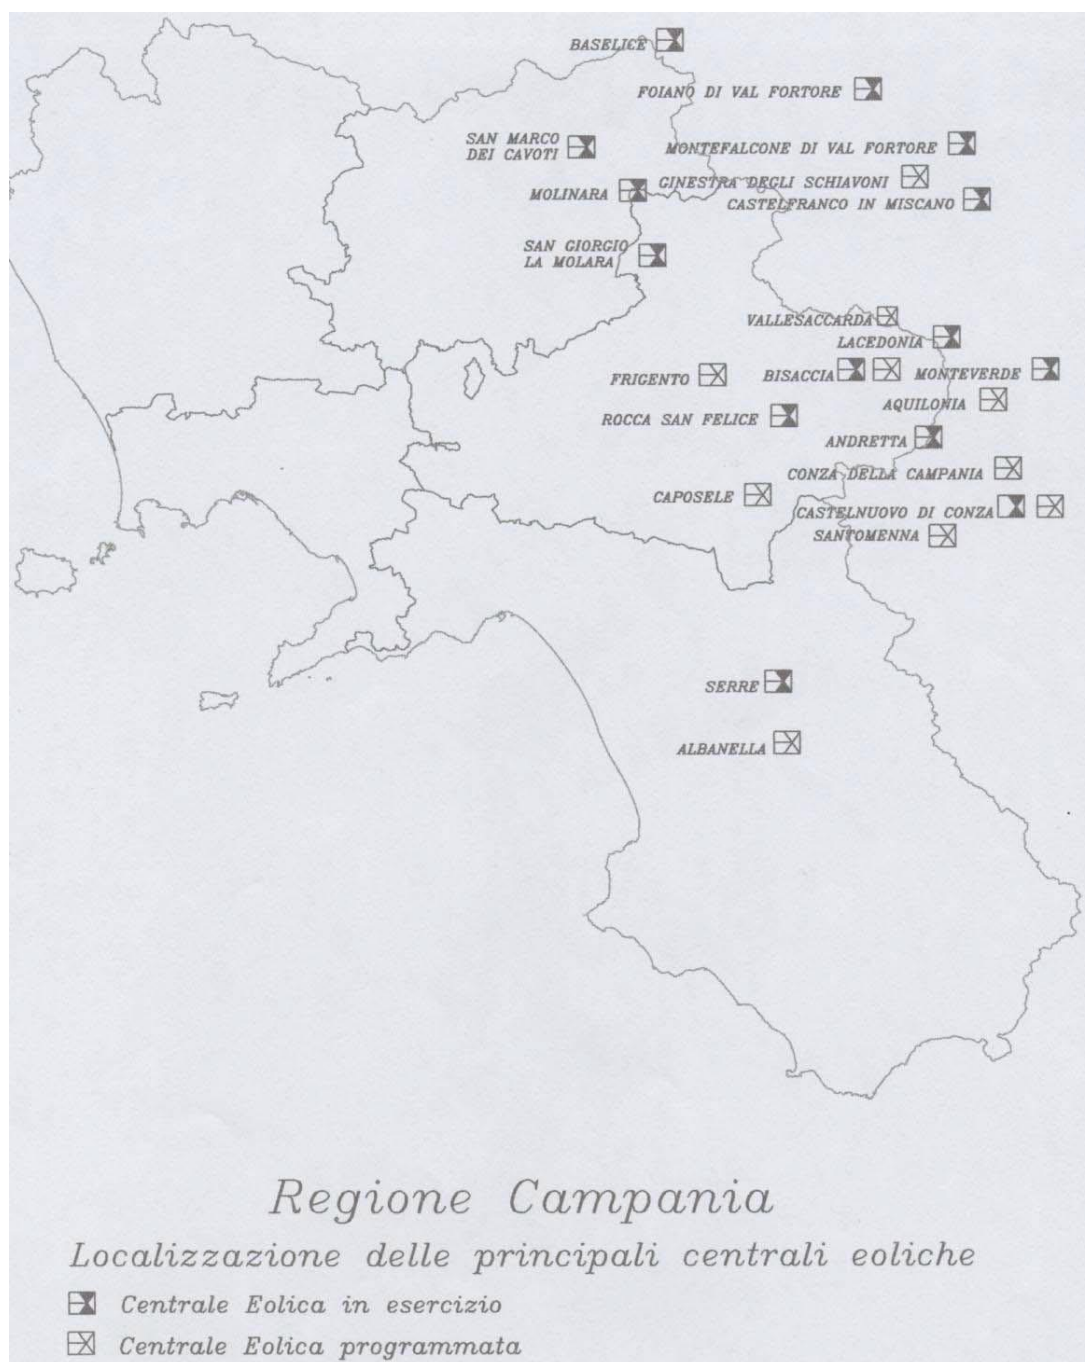 BASELICE
FOIANO DI VAL FORTORE
SAN MARCO
DEI CAVOTI
MONTEFALCONE DI VAL FORTORE
GINESTRA DEGLI SCHIAVONI
MOLINARA
CASTELFRANCO IN MISCANO
SAN GIORGIO
LA MOLARA
VALLESACCARDA
LACEDONIA
FRIGENTO
BISACCIA
MONTEVERDE
AQUILONIA
ROCCA SAN FELICE
ANDRETTA
CONZA DELLA CAMPANIA
CAPOSELE
CASTELNUOVO DI CONZA
SANTOMENNA
SERRE
ALBANELLA
Regione Campania
Localizzazione delle principali centrali eoliche
Centrale Eolica in esercizio
Centrale Eolica programmata